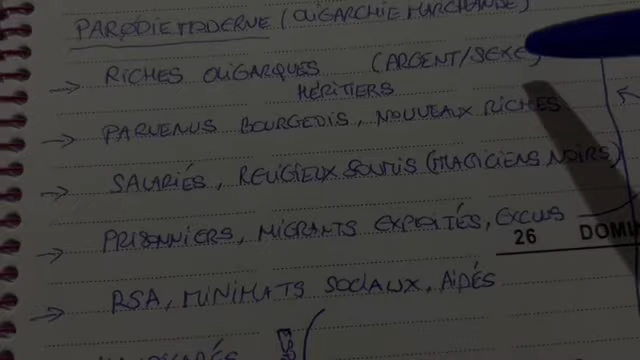 PARODIE MODERNE (OLIGARCHIE MARCHANDE)
→ RICHES OLIGARQUES (ARGENT/SEXE)
HÉRITIERS
→ PARVENUS BOURGEOIS, NOUVEAUX RICHES
→ SALARIÉS, RELIGIEUX SOUMIS (MAGICIENS NOIRS)
→ PRISONNIERS, MIGRANTS EXPLOITÉS, EXCLUS
26 DOMI
→ RSA, MINIMATS SOCIAUX, AIDÉS